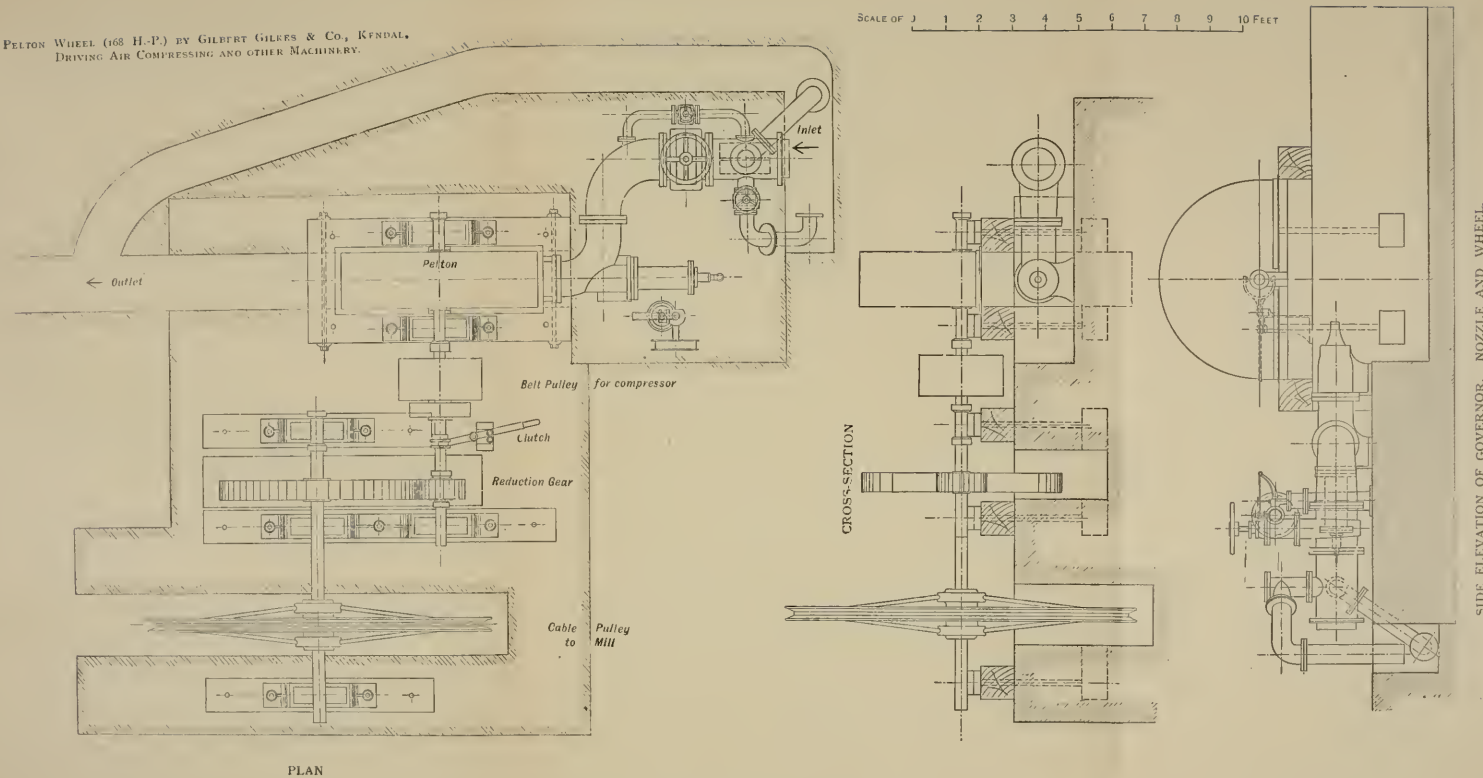 PELTON WHEEL (168 H.-P.) BY GILBERT GILKES & CO., KENDAL,
DRIVING AIR COMPRESSING AND OTHER MACHINERY.
SCALE OF 0 1 2 3 4 5 6 7 8 9 10 FEET
Inlet
Pelton
Outlet
Belt Pulley for compressor
Clutch
Reduction Gear
Cable Pulley
to Mill
PLAN
CROSS-SECTION
SIDE ELEVATION OF GOVERNOR, NOZZLE AND WHEEL.